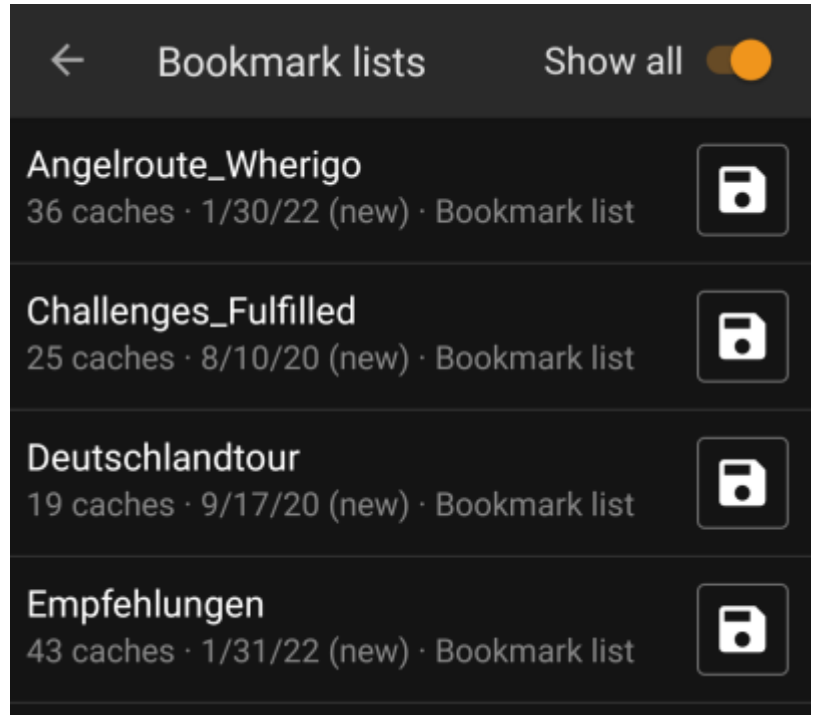 Bookmark lists Show all
Angelroute_Wherigo
36 caches · 1/30/22 (new) · Bookmark list
Challenges_Fulfilled
25 caches · 8/10/20 (new) · Bookmark list
Deutschlandtour
19 caches · 9/17/20 (new) · Bookmark list
Empfehlungen
43 caches · 1/31/22 (new) · Bookmark list